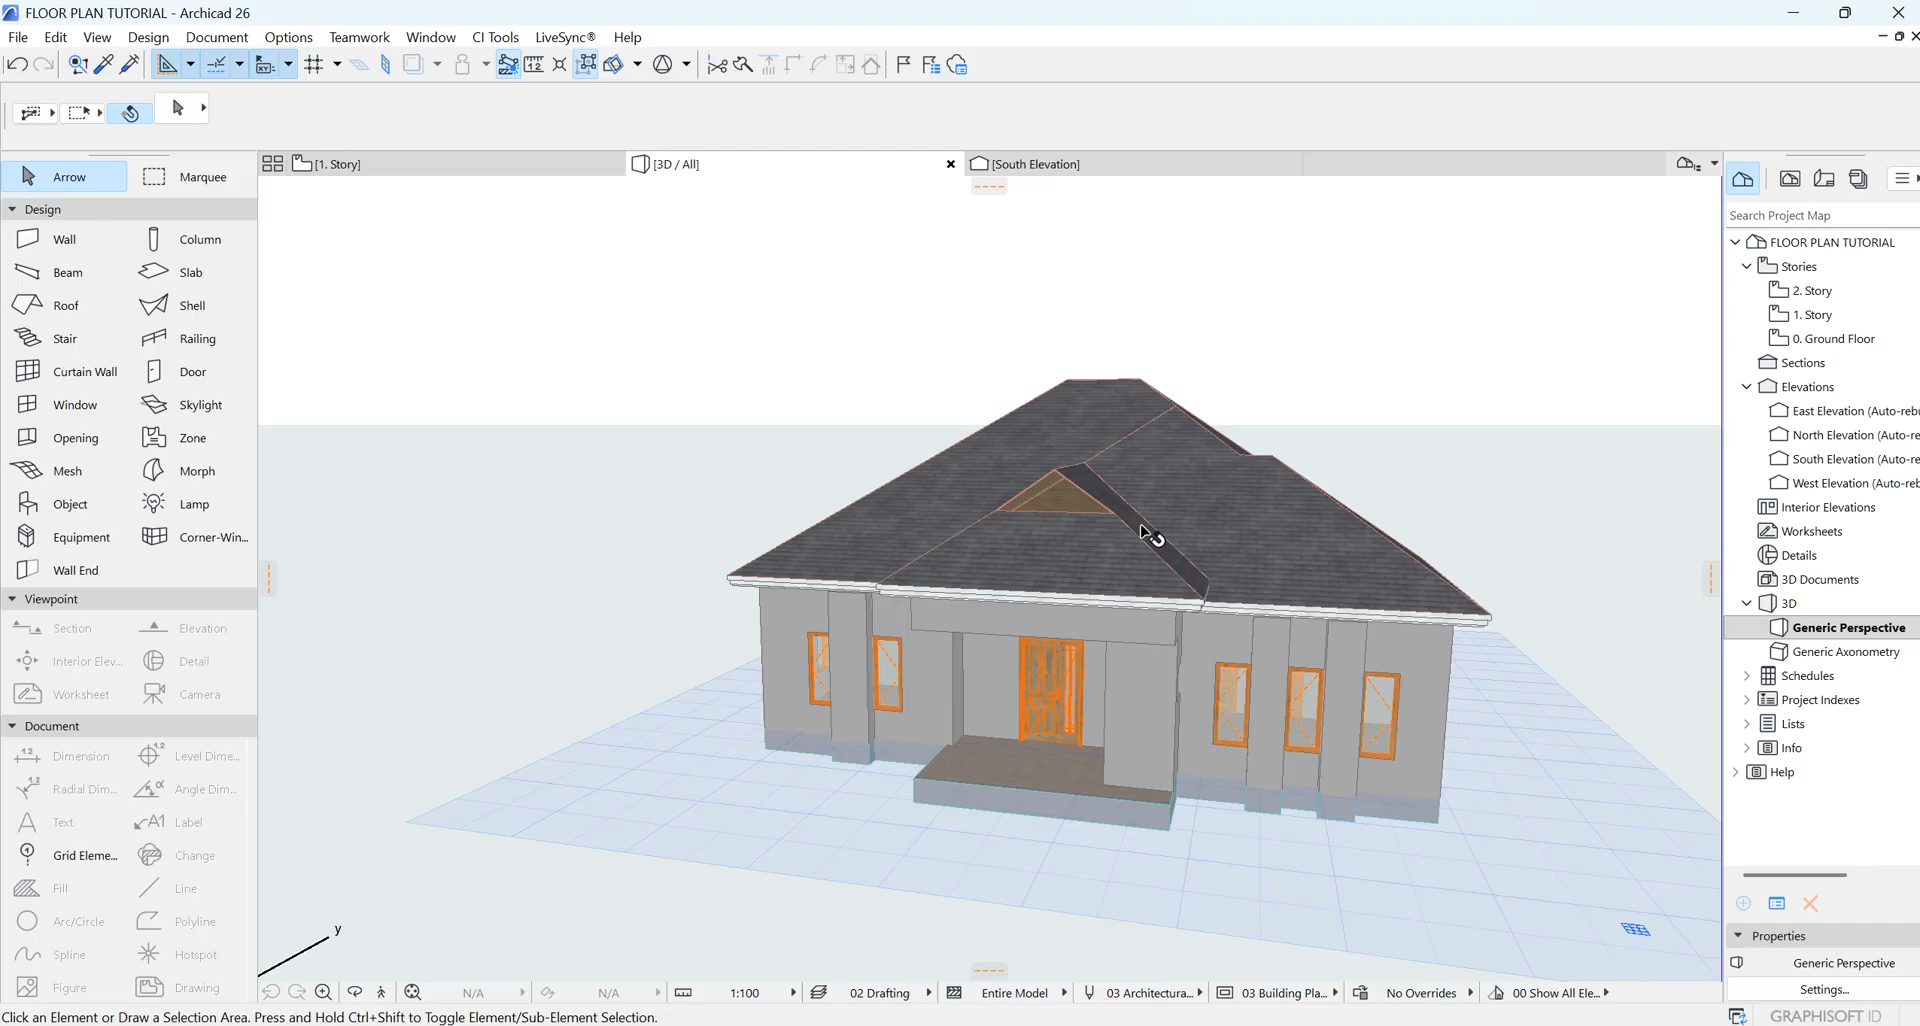 FLOOR PLAN TUTORIAL - Archicad 26
File Edit View Design Document Options Teamwork Window CI Tools LiveSync® Help
[1. Story]
[3D / All]
[South Elevation]
Arrow
Marquee
Design
Wall
Column
Beam
Slab
Roof
Shell
Stair
Railing
Curtain Wall
Door
Window
Skylight
Opening
Zone
Mesh
Morph
Object
Lamp
Equipment
Corner-Win...
Wall End
Viewpoint
Section
Elevation
Interior Elev...
Detail
Worksheet
Camera
Document
1.2 Dimension
1.2 Level Dime...
1.2 Radial Dim...
Angle Dim...
Text
A1 Label
Grid Eleme...
Change
Fill
Line
Arc/Circle
Polyline
Spline
Hotspot
Figure
Drawing
y
Search Project Map
FLOOR PLAN TUTORIAL
Stories
2. Story
1. Story
0. Ground Floor
Sections
Elevations
East Elevation (Auto-rebu
North Elevation (Auto-re
South Elevation (Auto-re
West Elevation (Auto-reb
Interior Elevations
Worksheets
Details
3D Documents
3D
Generic Perspective
Generic Axonometry
Schedules
Project Indexes
Lists
Info
Help
Properties
Generic Perspective
Settings...
N/A N/A 1:100 02 Drafting Entire Model 03 Architectura... 03 Building Pla... No Overrides 00 Show All Ele...
Click an Element or Draw a Selection Area. Press and Hold Ctrl+Shift to Toggle Element/Sub-Element Selection.
GRAPHISOFT ID